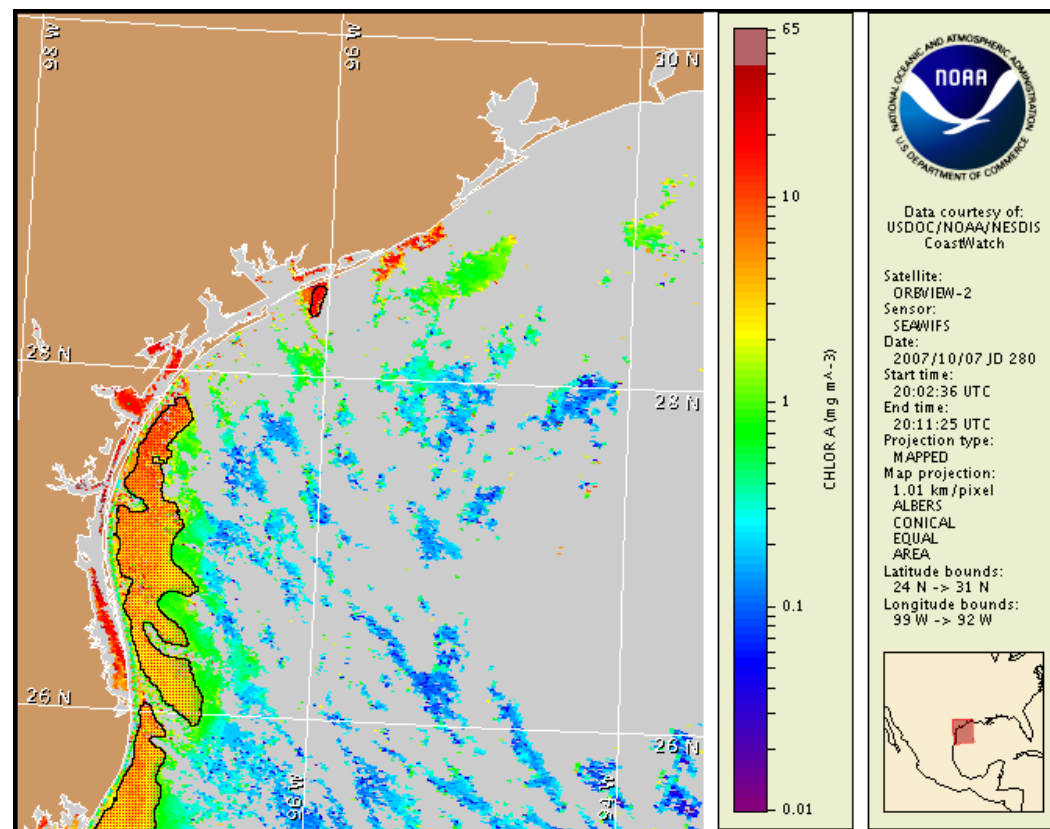 98 W
96 W
30 N
28 N
28 N
26 N
26 N
96 W
94 W
65
10
1
0.1
0.01
CHLOR A (mg m^-3)
NATIONAL OCEANIC AND ATMOSPHERIC ADMINISTRATION
NOAA
U.S. DEPARTMENT OF COMMERCE
Data courtesy of:
USDOC/NOAA/NESDIS
CoastWatch
Satellite:
ORBVIEW-2
Sensor:
SEAWIFS
Date:
2007/10/07 JD 280
Start time:
20:02:36 UTC
End time:
20:11:25 UTC
Projection type:
MAPPED
Map projection:
1.01 km/pixel
ALBERS
CONICAL
EQUAL
AREA
Latitude bounds:
24 N -> 31 N
Longitude bounds:
99 W -> 92 W